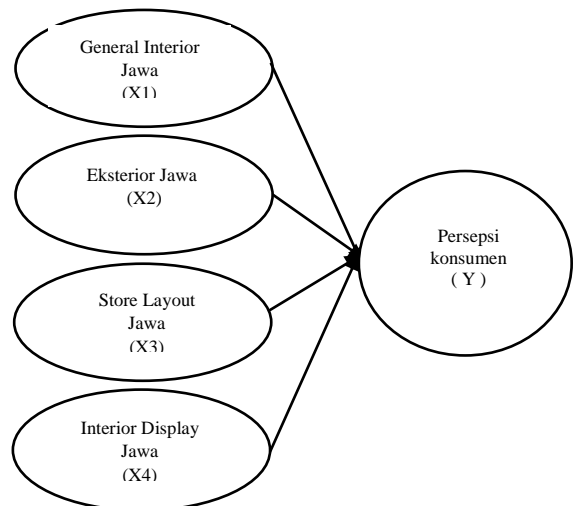 General Interior
Jawa
(X1)
Eksterior Jawa
(X2)
Store Layout
Jawa
(X3)
Interior Display
Jawa
(X4)
Persepsi
konsumen
( Y )